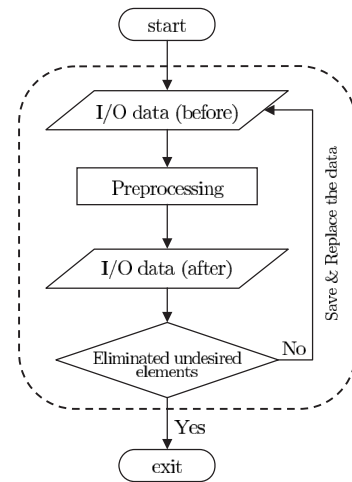 start
I/O data (before)
Preprocessing
Save & Replace the data
I/O data (after)
Eliminated undesired
elements
No
Yes
exit